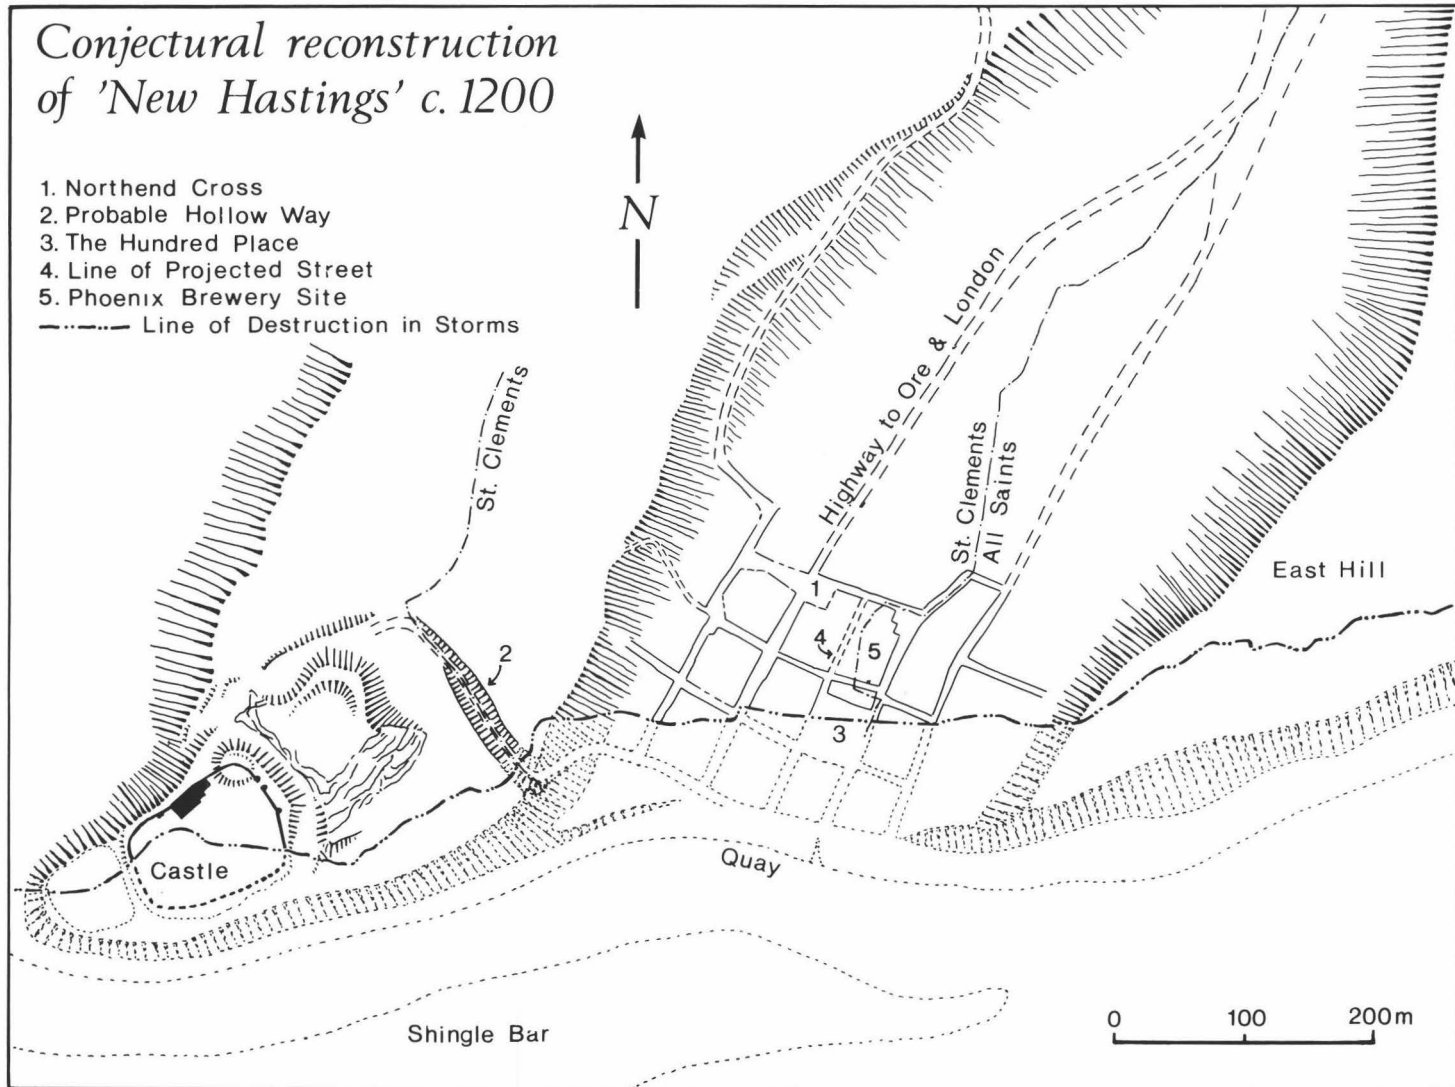 Conjectural reconstruction
of 'New Hastings' c. 1200
1. Northend Cross
2. Probable Hollow Way
3. The Hundred Place
4. Line of Projected Street
5. Phoenix Brewery Site
Line of Destruction in Storms
N
Highway to Ore & London
St. Clements
St. Clements
All Saints
East Hill
1
2
4
5
3
Castle
Quay
Shingle Bar
0 100 200m